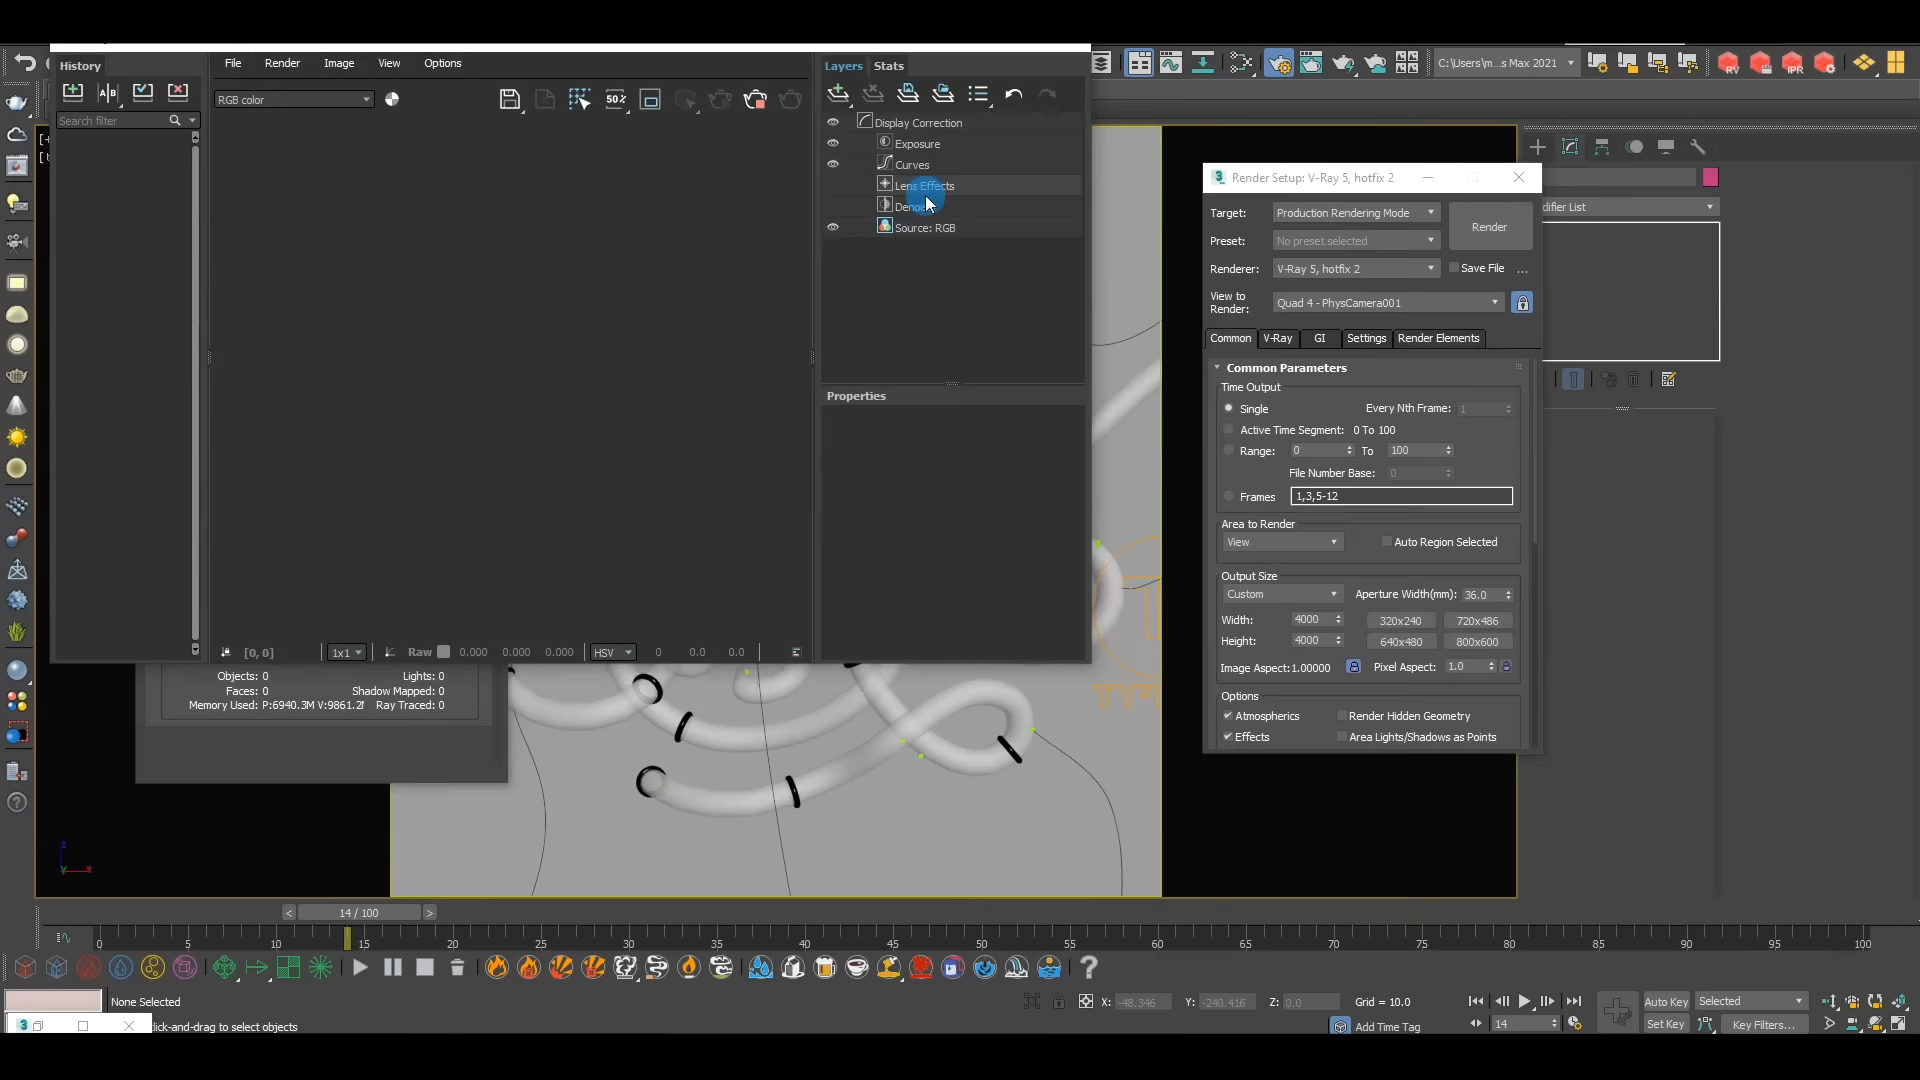 History
File Render Image View Options
Layers Stats
C:\Users\m...s Max 2021
RGB color
50%
Search filter
Display Correction
Exposure
Curves
Lens Effects
Source: RGB
Properties
[0, 0] 1x1 Raw 0.000 0.000 0.000 HSV 0 0.0 0.0
Objects: 0 Lights: 0
Faces: 0 Shadow Mapped: 0
Memory Used: P:6940.3M V:9861.2M Ray Traced: 0
Render Setup: V-Ray 5, hotfix 2
Target: Production Rendering Mode
Render
Preset: No preset selected
Renderer: V-Ray 5, hotfix 2 Save File ...
View to Render: Quad 4 - PhysCamera001
Common V-Ray GI Settings Render Elements
Common Parameters
Time Output
Single Every Nth Frame: 1
Active Time Segment: 0 To 100
Range: 0 To 100
File Number Base: 0
Frames 1,3,5-12
Area to Render
View Auto Region Selected
Output Size
Custom Aperture Width(mm): 36.0
Width: 4000 320x240 720x486
Height: 4000 640x480 800x600
Image Aspect: 1.00000 Pixel Aspect: 1.0
Options
Atmospherics Render Hidden Geometry
Effects Area Lights/Shadows as Points
difier List
14 / 100
0 5 10 15 20 25 30 35 40 45 50 55 60 65 70 75 80 85 90 95 100
None Selected
X: -48.346 Y: -240.416 Z: 0.0 Grid = 10.0
Auto Key Selected
lick-and-drag to select objects
Add Time Tag
14
Set Key Key Filters...